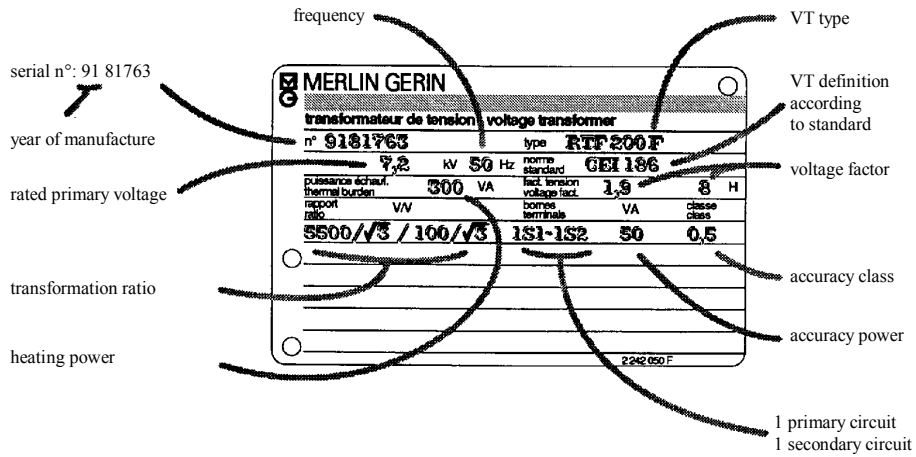 frequency
VT type
serial n°: 91 81763
year of manufacture
rated primary voltage
transformation ratio
heating power
VT definition
according
to standard
voltage factor
accuracy class
accuracy power
1 primary circuit
1 secondary circuit
MERLIN GERIN
transformateur de tension voltage transformer
n° 9181763 type RTF 200 F
7,2 kV 50 Hz norme standard CEI 186
puissance échauf. thermal burden 300 VA fact. tension voltage fact. 1,9 8 H
rapport ratio V/V bornes terminals VA classe class
5500/√3 / 100/√3 1S1-1S2 50 0,5
2 242 050 F